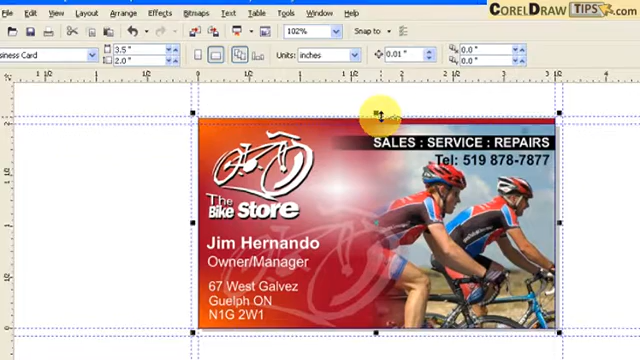 CORELDRAW TIPS.com
File Edit View Layout Arrange Effects Bitmaps Text Table Tools Window Help
102% Snap to
siness Card 3.5" 2.0" Units: inches 0.01" 0.0" 0.0"
SALES : SERVICE : REPAIRS
Tel: 519 878-7877
The
Bike Store
Jim Hernando
Owner/Manager
67 West Galvez
Guelph ON
N1G 2W1